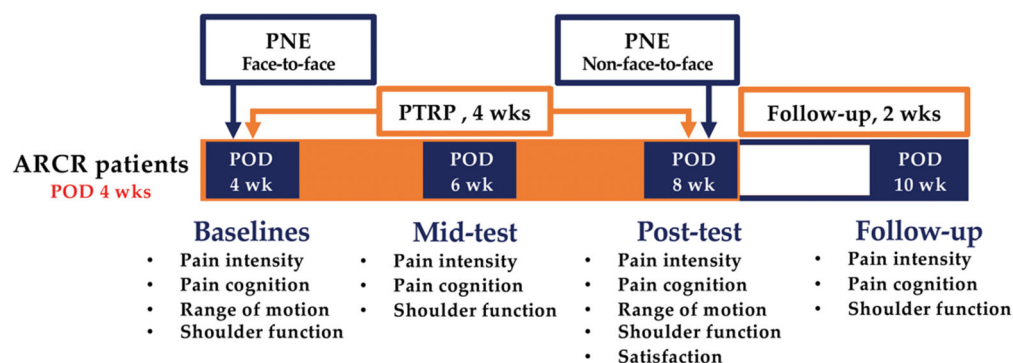 PNE
Face-to-face
PNE
Non-face-to-face
PTRP , 4 wks
Follow-up, 2 wks
ARCR patients
POD 4 wks
POD
4 wk
POD
6 wk
POD
8 wk
POD
10 wk
Baselines
• Pain intensity
• Pain cognition
• Range of motion
• Shoulder function
Mid-test
• Pain intensity
• Pain cognition
• Shoulder function
Post-test
• Pain intensity
• Pain cognition
• Range of motion
• Shoulder function
• Satisfaction
Follow-up
• Pain intensity
• Pain cognition
• Shoulder function